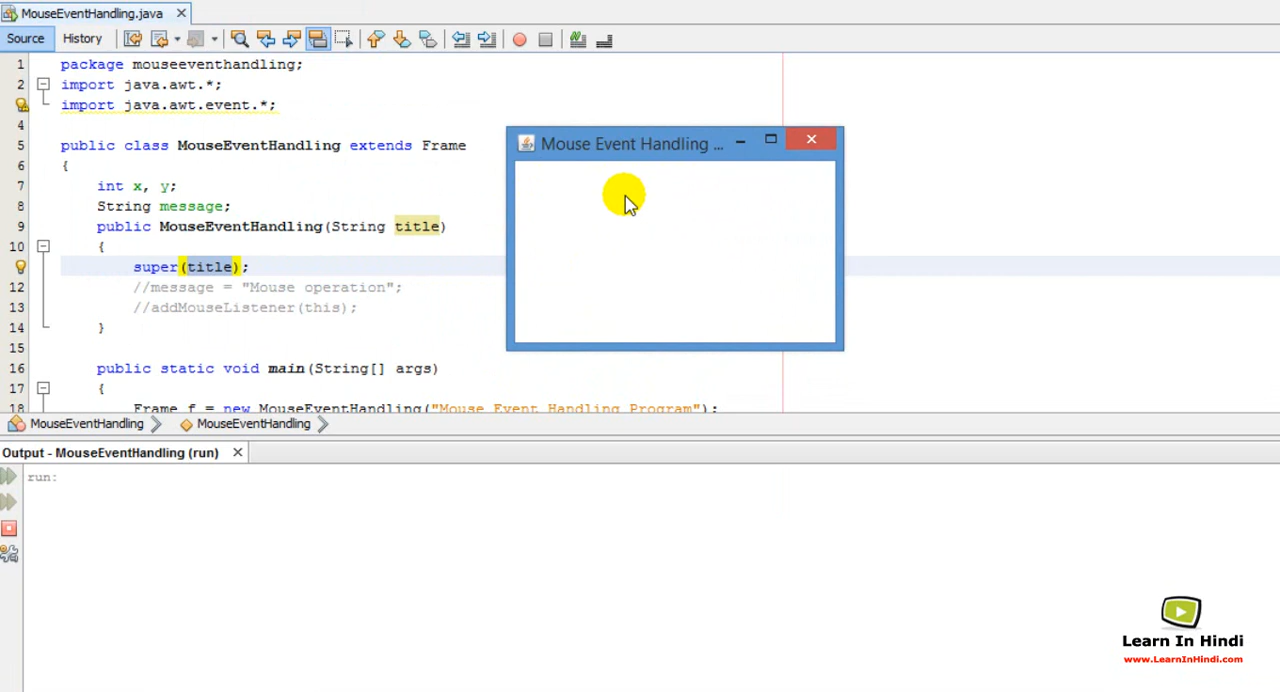 MouseEventHandling.java
Source History
1 package mouseeventhandling;
2 import java.awt.*;
import java.awt.event.*;
4
5 public class MouseEventHandling extends Frame
6 {
7 int x, y;
8 String message;
9 public MouseEventHandling(String title)
10 {
super(title);
12 //message = "Mouse operation";
13 //addMouseListener(this);
14 }
15
16 public static void main(String[] args)
17 {
18 Frame f = new MouseEventHandling("Mouse Event Handling Program");
Mouse Event Handling ...
MouseEventHandling MouseEventHandling
Output - MouseEventHandling (run)
run:
Learn In Hindi
www.LearnInHindi.com